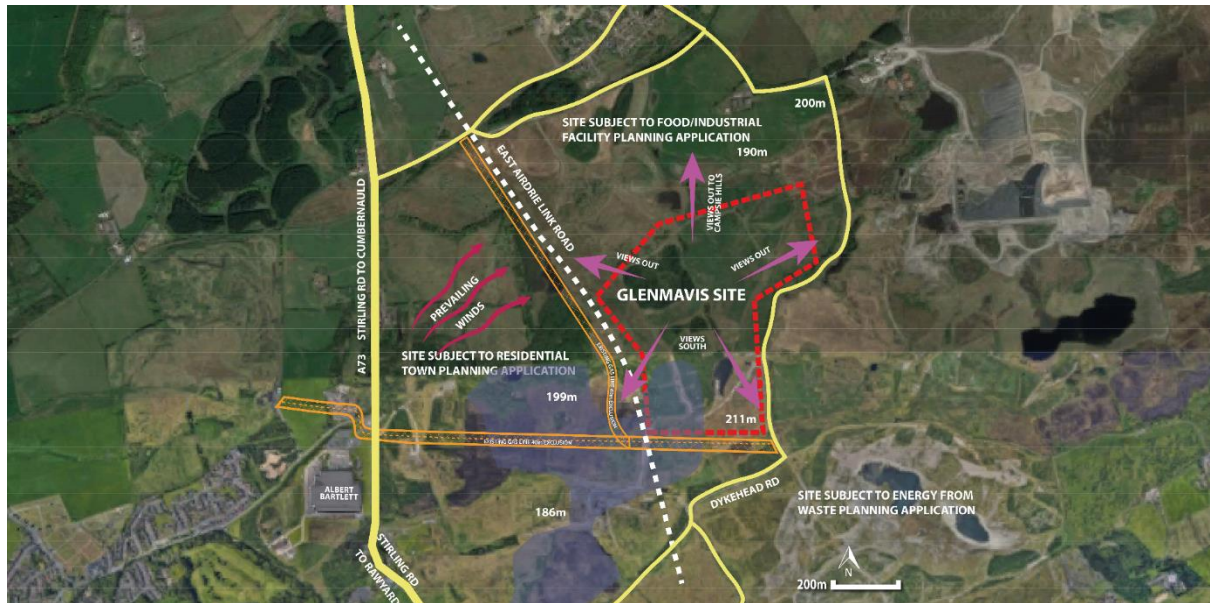 200m
SITE SUBJECT TO FOOD/INDUSTRIAL
FACILITY PLANNING APPLICATION
190m
EAST AIRDRIE LINK ROAD
VIEWS OUT TO
CAMPSIE HILLS
STIRLING RD TO CUMBERNAULD
A73
VIEWS OUT
VIEWS OUT
GLENMAVIS SITE
PREVAILING
WINDS
VIEWS
SOUTH
SITE SUBJECT TO RESIDENTIAL
TOWN PLANNING APPLICATION
199m
211m
ALBERT
BARTLETT
186m
DYKEHEAD RD
SITE SUBJECT TO ENERGY FROM
WASTE PLANNING APPLICATION
STIRLING RD
TO RAWYARD
N
200m